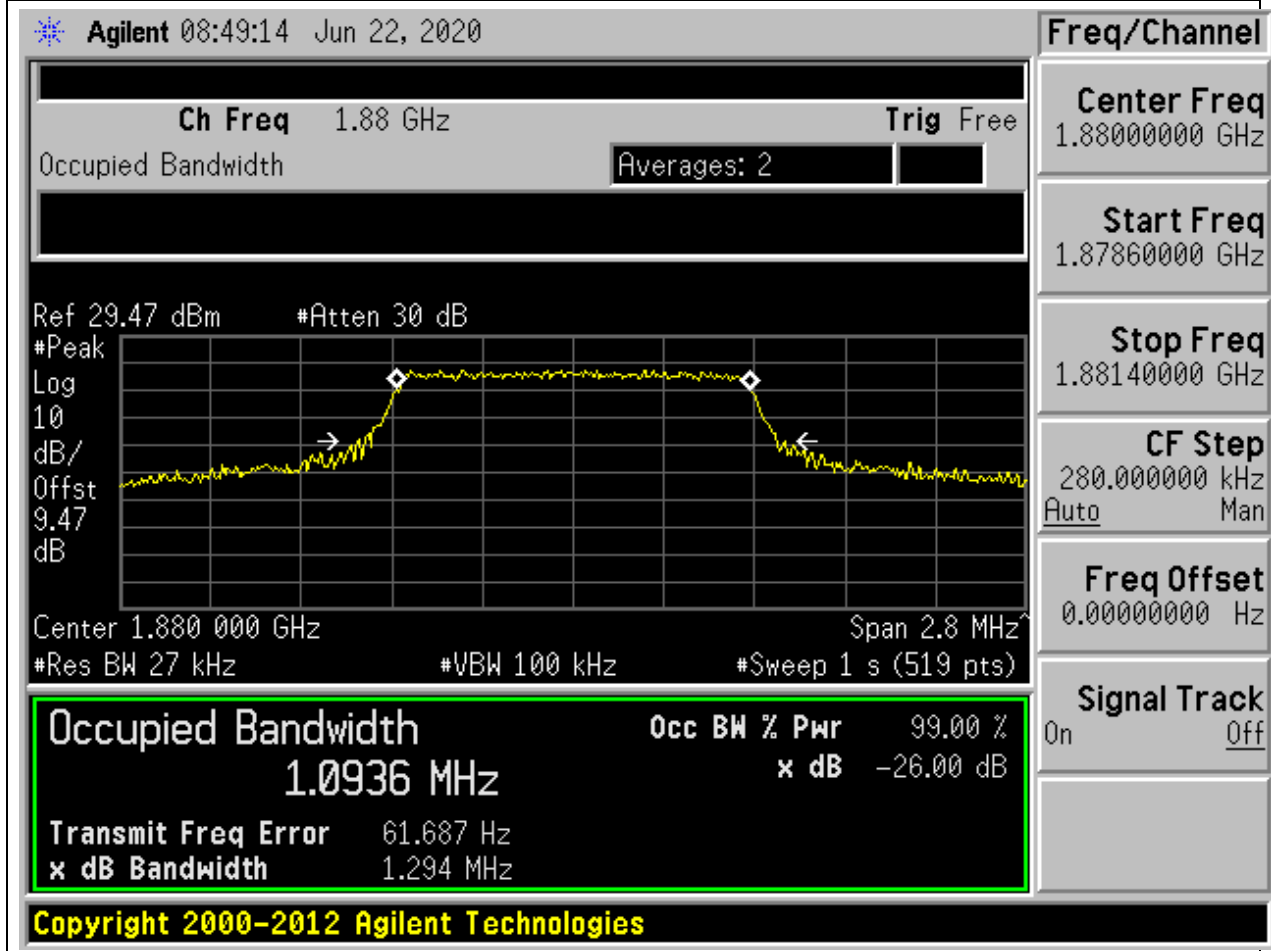 Agilent 08:49:14 Jun 22, 2020
Freq/Channel
Ch Freq 1.88 GHz Trig Free
Occupied Bandwidth Averages: 2
Center Freq
1.88000000 GHz
Start Freq
1.87860000 GHz
Stop Freq
1.88140000 GHz
CF Step
280.000000 kHz
Auto Man
Freq Offset
0.00000000 Hz
Signal Track
On Off
Ref 29.47 dBm #Atten 30 dB
#Peak
Log
10
dB/
Offst
9.47
dB
Center 1.880 000 GHz Span 2.8 MHz^
#Res BW 27 kHz #VBW 100 kHz #Sweep 1 s (519 pts)
Occupied Bandwidth Occ BW % Pwr 99.00 %
1.0936 MHz x dB -26.00 dB
Transmit Freq Error 61.687 Hz
x dB Bandwidth 1.294 MHz
Copyright 2000-2012 Agilent Technologies